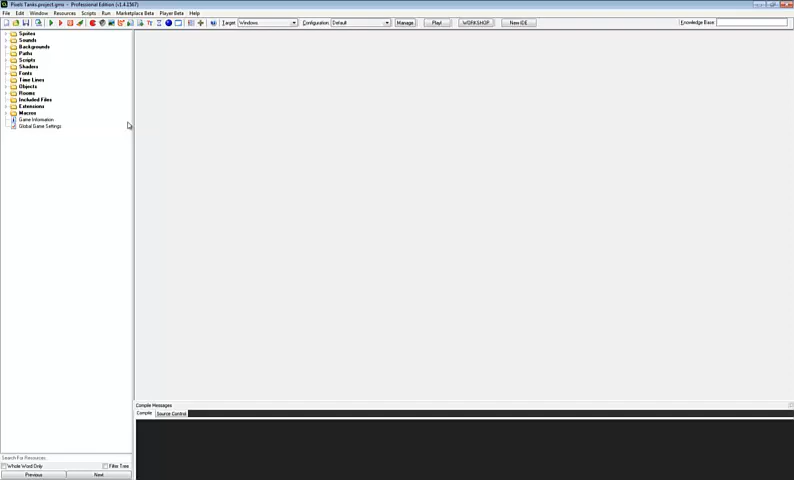 Pixels Tanks.project.gmx - Professional Edition (v1.4.1567)
File Edit Window Resources Scripts Run Marketplace Beta Player Beta Help
Target: Windows Configuration: Default Manage Play! WORKSHOP New IDE Knowledge Base:
Sprites
Sounds
Backgrounds
Paths
Scripts
Shaders
Fonts
Time Lines
Objects
Rooms
Included Files
Extensions
Macros
Game Information
Global Game Settings
Compile Messages
Compile Source Control
Search For Resources
Whole Word Only Filter Tree
Previous Next